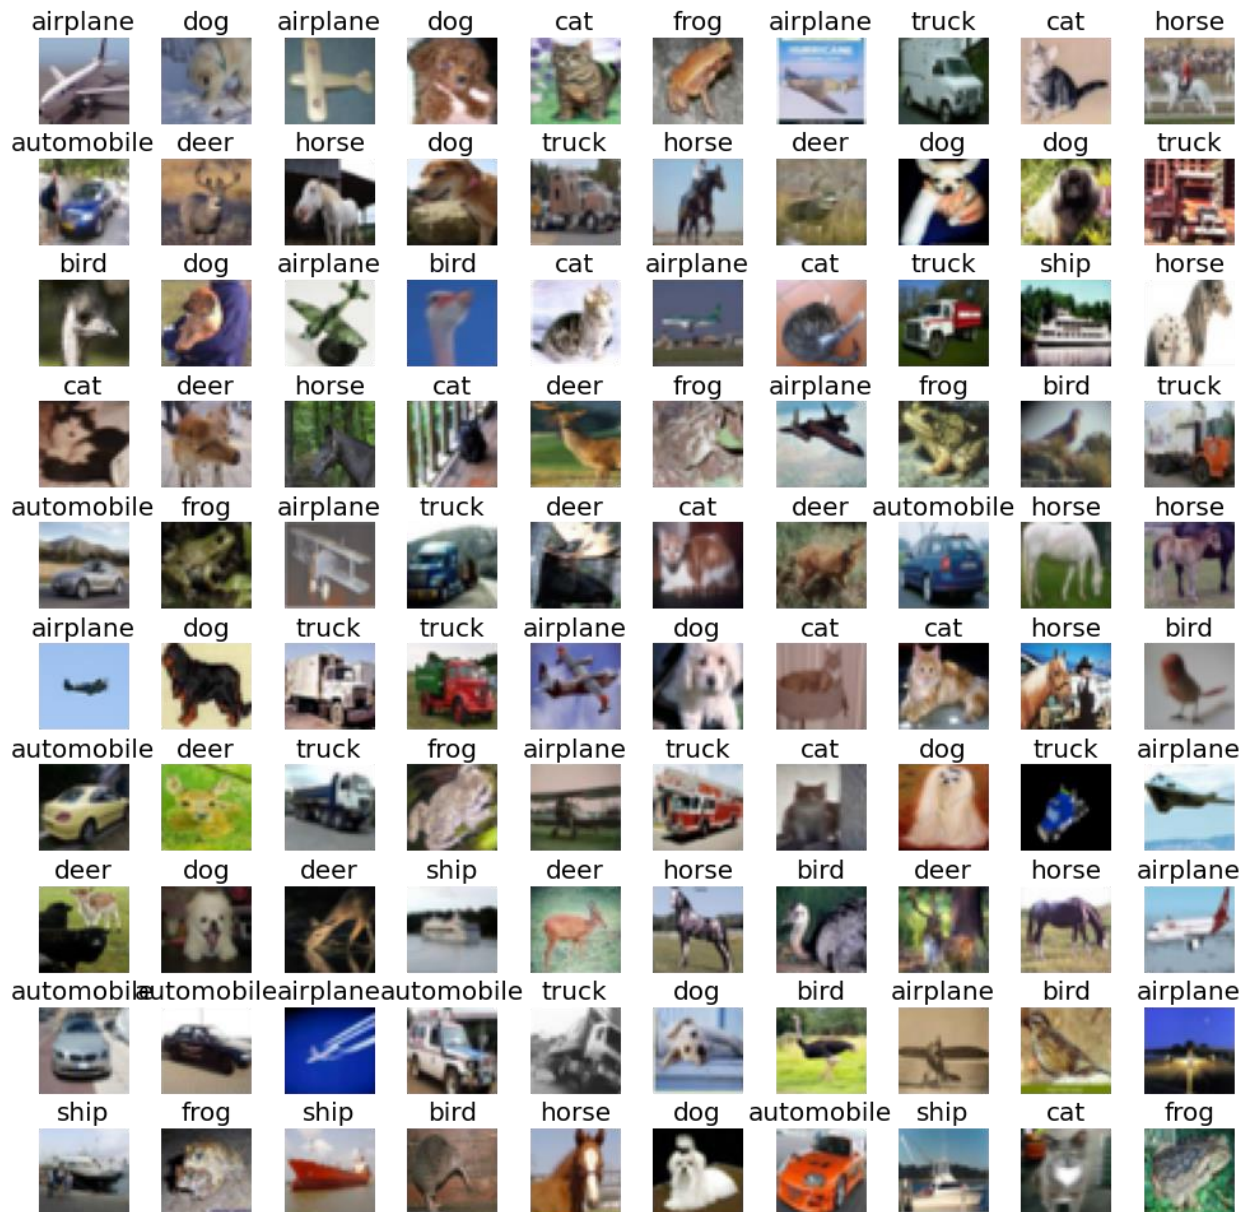 airplane dog airplane dog cat frog airplane truck cat horse
HURRICANE
automobile deer horse dog truck horse deer dog dog truck
bird dog airplane bird cat airplane cat truck ship horse
cat deer horse cat deer frog airplane frog bird truck
automobile frog airplane truck deer cat deer automobile horse horse
airplane dog truck truck airplane dog cat cat horse bird
automobile deer truck frog airplane truck cat dog truck airplane
deer dog deer ship deer horse bird deer horse airplane
automobile automobile airplane automobile truck dog bird airplane bird airplane
ship frog ship bird horse dog automobile ship cat frog